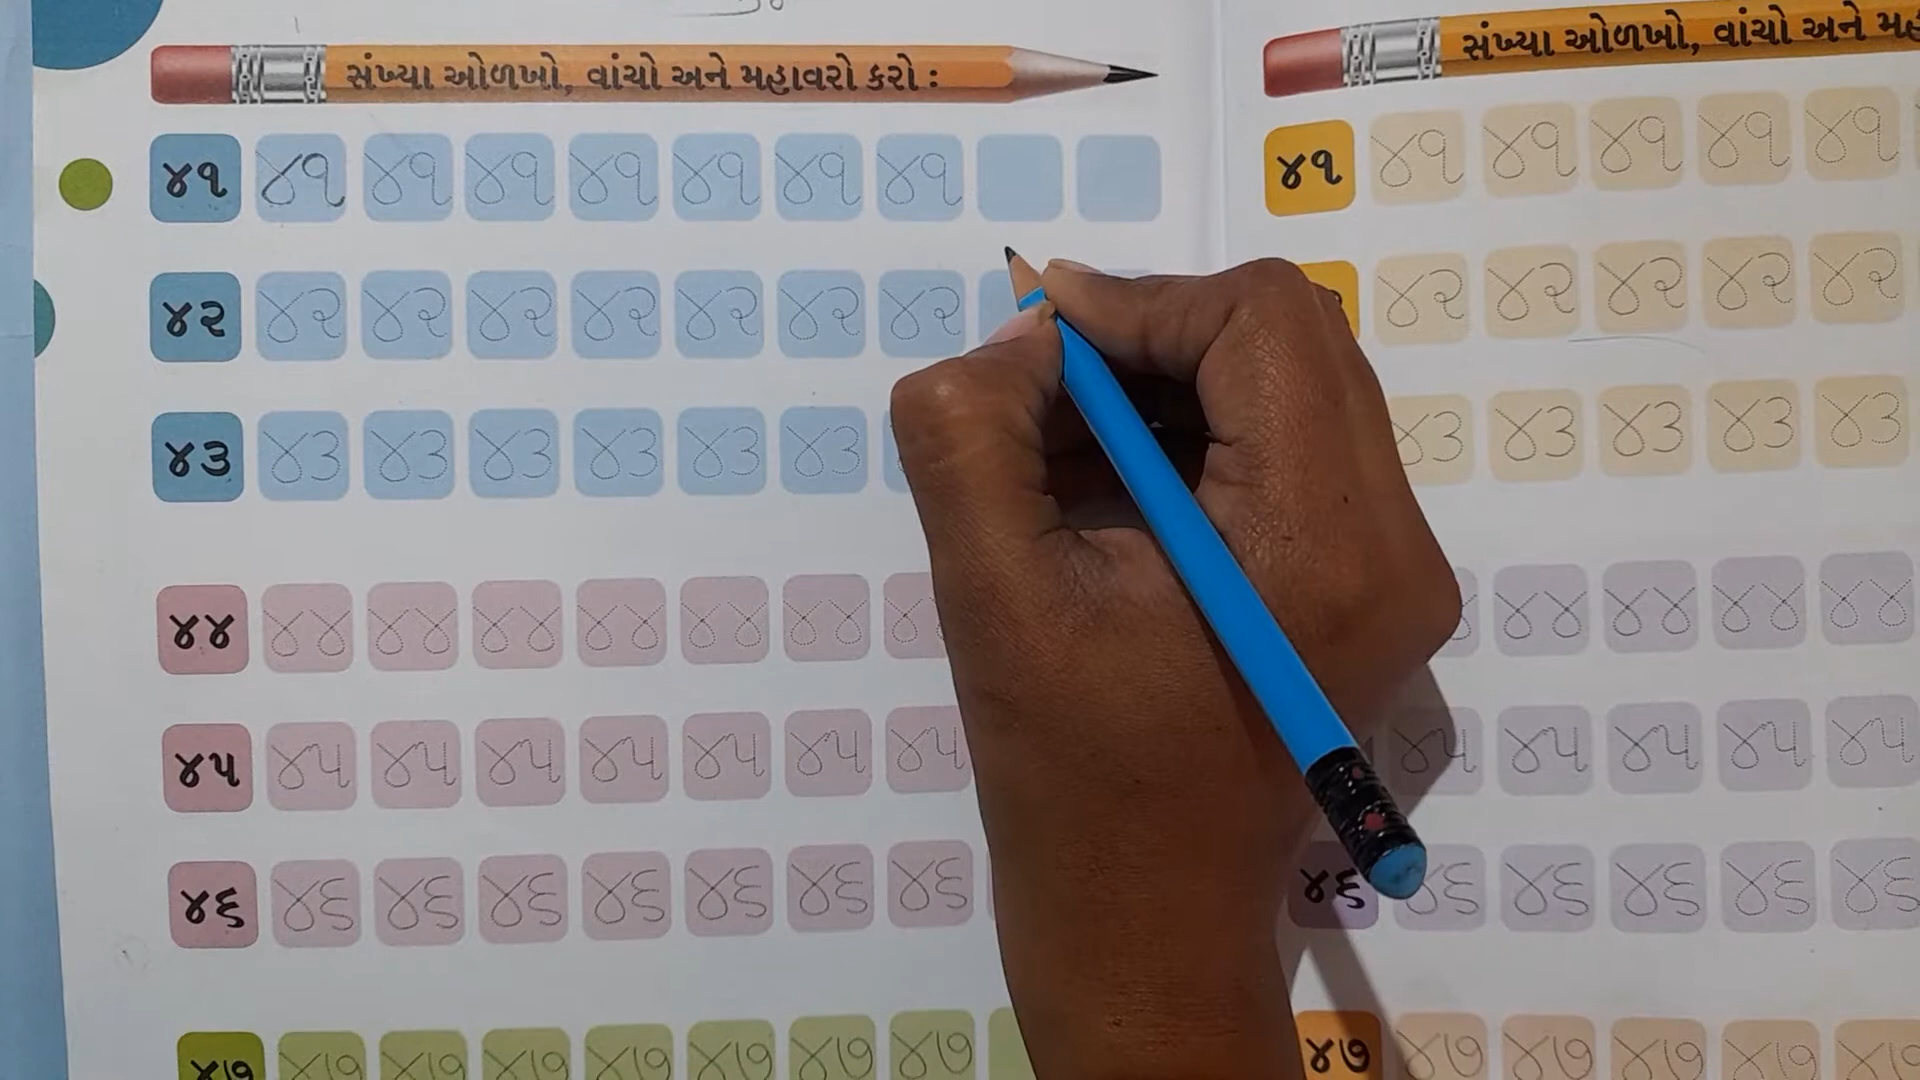 સંખ્યા ઓળખો, વાંચો અને મહાવરો કરો :
૪૧ ૪૧ ૪૧ ૪૧ ૪૧ ૪૧ ૪૧ ૪૧
૪૨ ૪૨ ૪૨ ૪૨ ૪૨ ૪૨ ૪૨ ૪૨
૪૩ ૪૩ ૪૩ ૪૩ ૪૩ ૪૩ ૪૩
૪૪ ૪૪ ૪૪ ૪૪ ૪૪ ૪૪ ૪૪
૪૫ ૪૫ ૪૫ ૪૫ ૪૫ ૪૫ ૪૫ ૪૫
૪૬ ૪૬ ૪૬ ૪૬ ૪૬ ૪૬ ૪૬ ૪૬
૪૭ ૪૭ ૪૭ ૪૭ ૪૭ ૪૭ ૪૭ ૪૭
સંખ્યા ઓળખો, વાંચો અને
૪૧ ૪૧ ૪૧ ૪૧ ૪૧ ૪૧
૪૨ ૪૨ ૪૨ ૪૨ ૪૨
૪૩ ૪૩ ૪૩ ૪૩ ૪૩
૪૪ ૪૪ ૪૪ ૪૪
૪૫ ૪૫ ૪૫ ૪૫ ૪૫
૪૬ ૪૬ ૪૬ ૪૬ ૪૬ ૪૬
૪૭ ૪૭ ૪૭ ૪૭ ૪૭